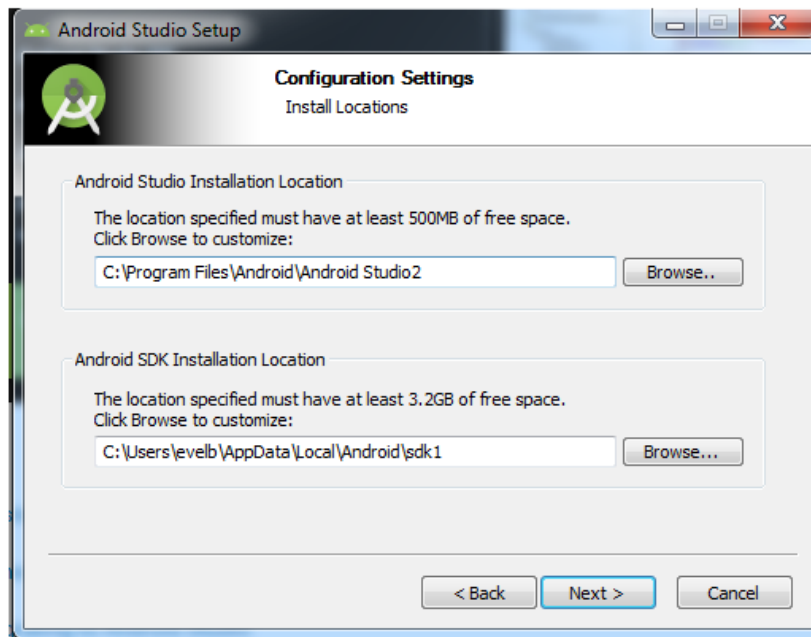 Android Studio Setup
Configuration Settings
Install Locations
Android Studio Installation Location
The location specified must have at least 500MB of free space.
Click Browse to customize:
C:\Program Files\Android\Android Studio2
Browse..
Android SDK Installation Location
The location specified must have at least 3.2GB of free space.
Click Browse to customize:
C:\Users\evelb\AppData\Local\Android\sdk1
Browse...
< Back
Next >
Cancel